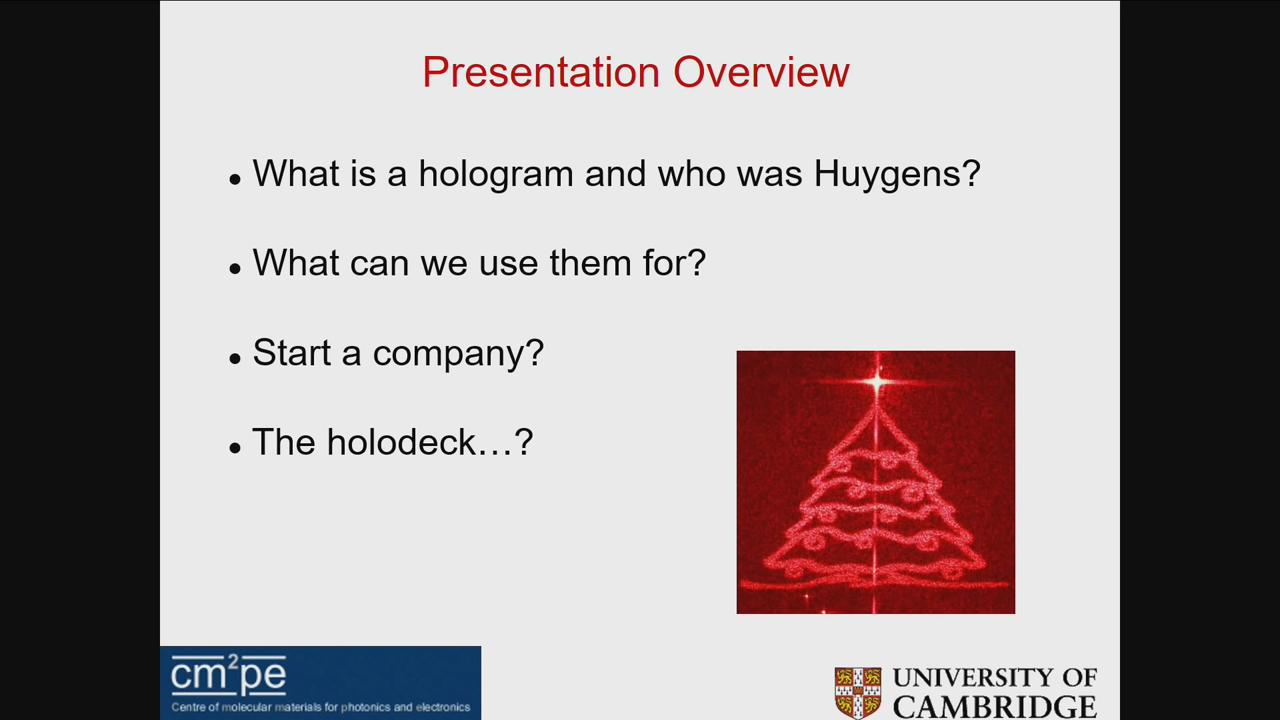 Presentation Overview
• What is a hologram and who was Huygens?
• What can we use them for?
• Start a company?
• The holodeck…?
cm²pe
Centre of molecular materials for photonics and electronics
UNIVERSITY OF
CAMBRIDGE